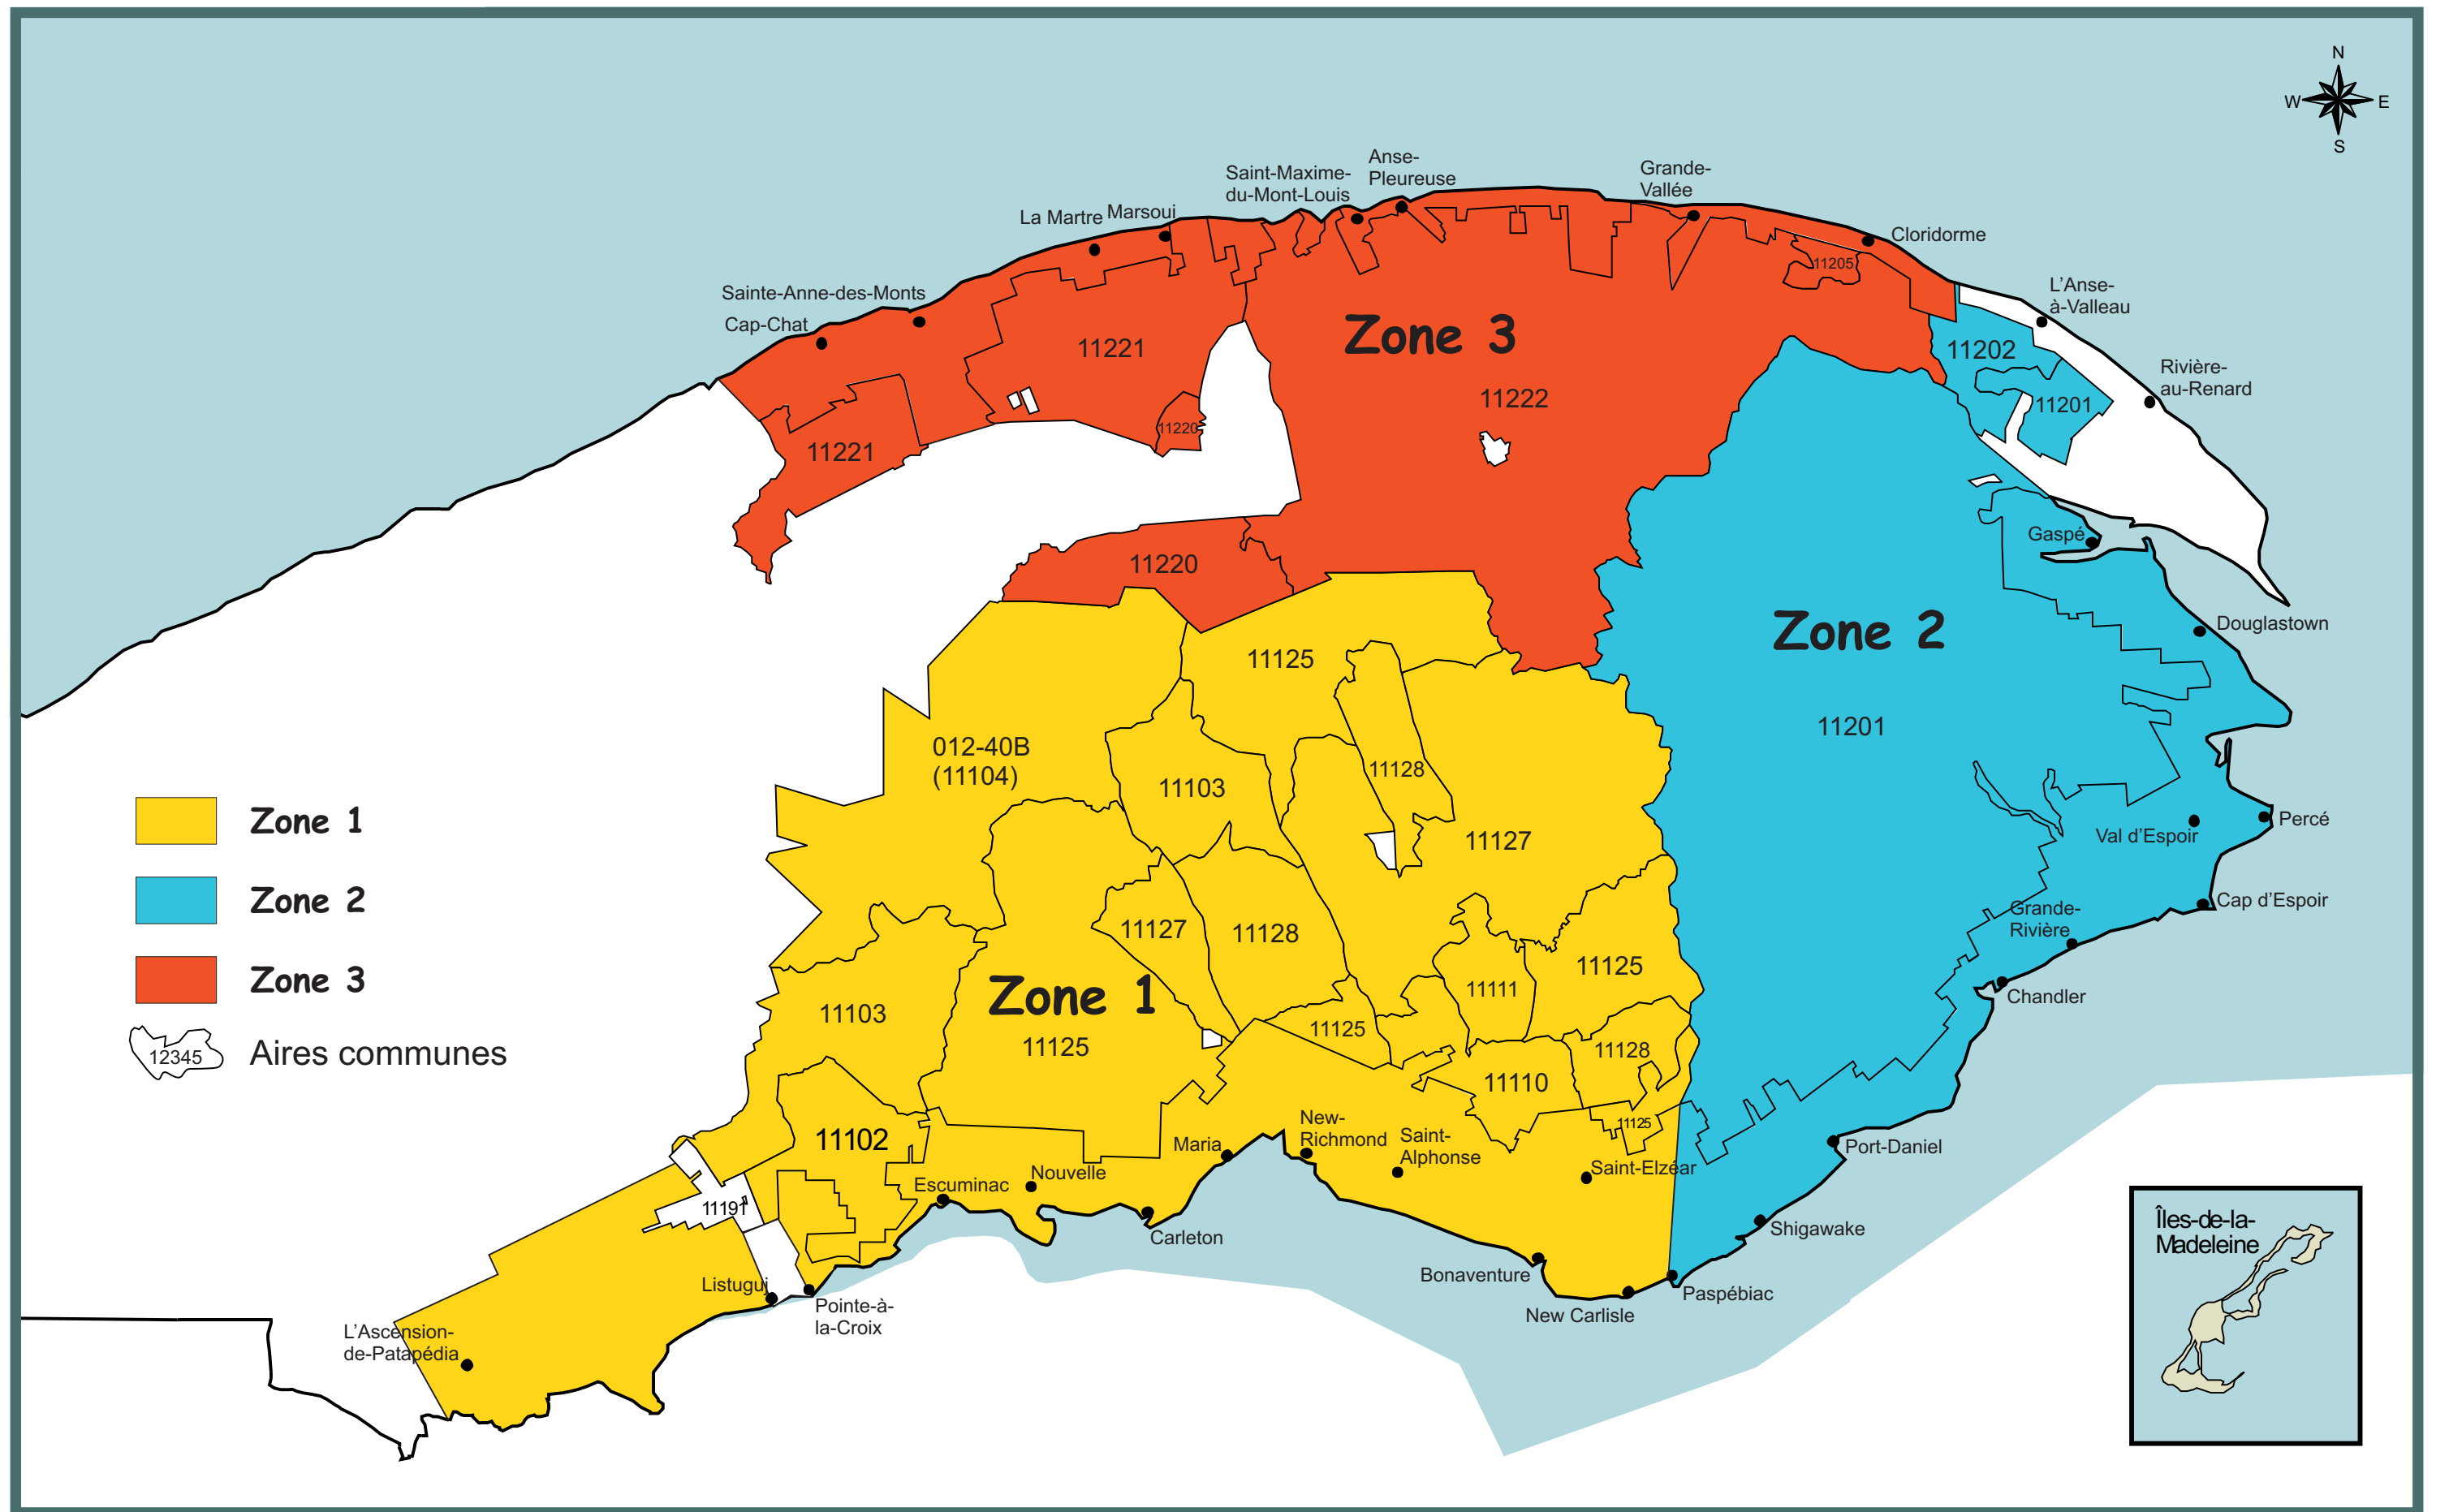 N
W
E
S
Anse-
Pleureuse
Saint-Maxime-
du-Mont-Louis
Grande-
Vallée
La Martre
Marsoui
Cloridorme
11205
Sainte-Anne-des-Monts
Cap-Chat
L'Anse-
à-Valleau
Zone 3
11221
11202
11222
Rivière-
au-Renard
11201
11220
11221
Gaspé
11220
Zone 2
Douglastown
11125
11201
012-40B
(11104)
11128
11103
Zone 1
11127
Val d'Espoir
Percé
Zone 2
Cap d'Espoir
Grande-
Rivière
11127
11128
11125
Zone 3
Zone 1
11111
Chandler
11103
11125
11125
12345
Aires communes
11128
11110
11102
New-
Richmond
Saint-
Alphonse
11125
Maria
Port-Daniel
Saint-Elzéar
Nouvelle
Escuminac
11191
Carleton
Shigawake
Îles-de-la-
Madeleine
Listuguj
Bonaventure
Paspébiac
Pointe-à-
la-Croix
New Carlisle
L'Ascension-
de-Patapédia